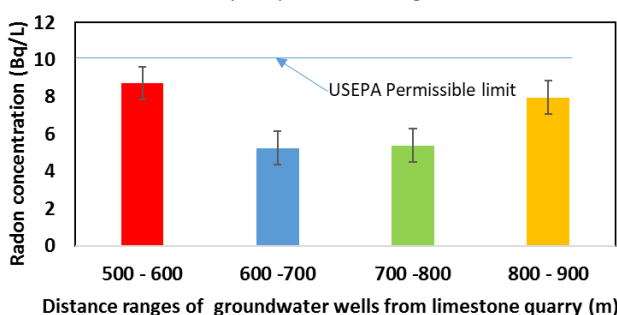 Radon concentration (Bq/L)
12
10
8
6
4
2
0
USEPA Permissible limit
500 - 600
600 -700
700 -800
800 - 900
Distance ranges of groundwater wells from limestone quarry (m)